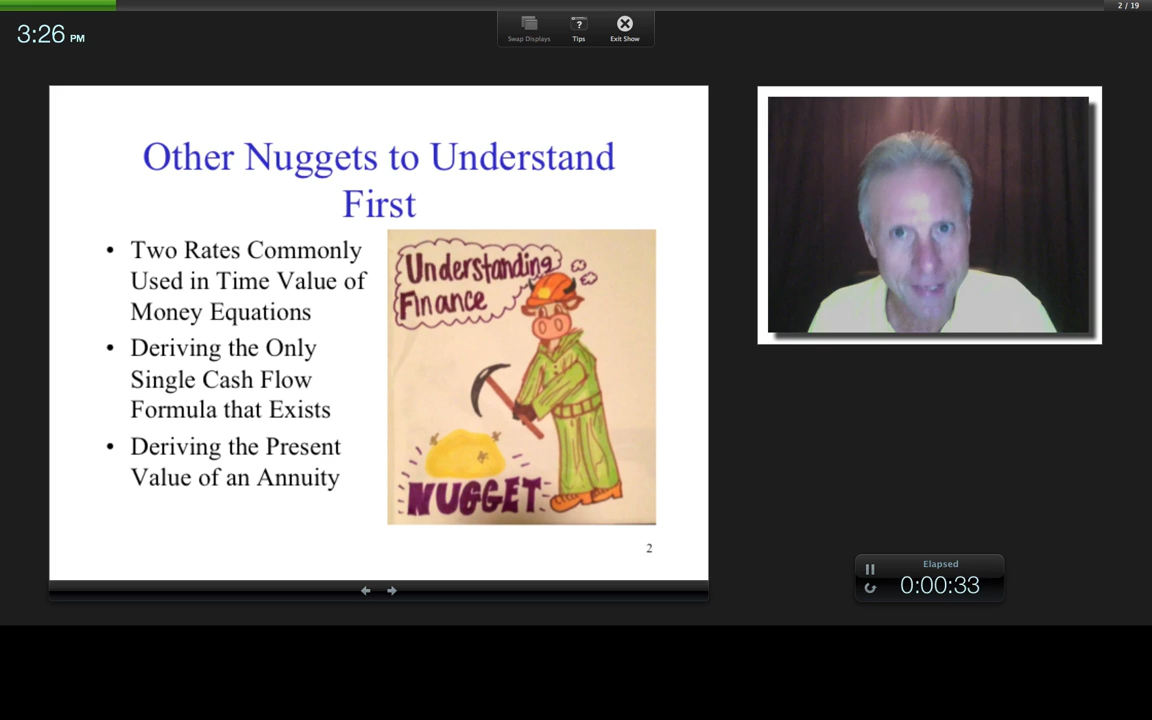 2 / 19
3:26 PM
Swap Displays
Tips
Exit Show
Other Nuggets to Understand
First
• Two Rates Commonly
Used in Time Value of
Money Equations
• Deriving the Only
Single Cash Flow
Formula that Exists
• Deriving the Present
Value of an Annuity
Understanding
Finance
NUGGET
2
Elapsed
0:00:33